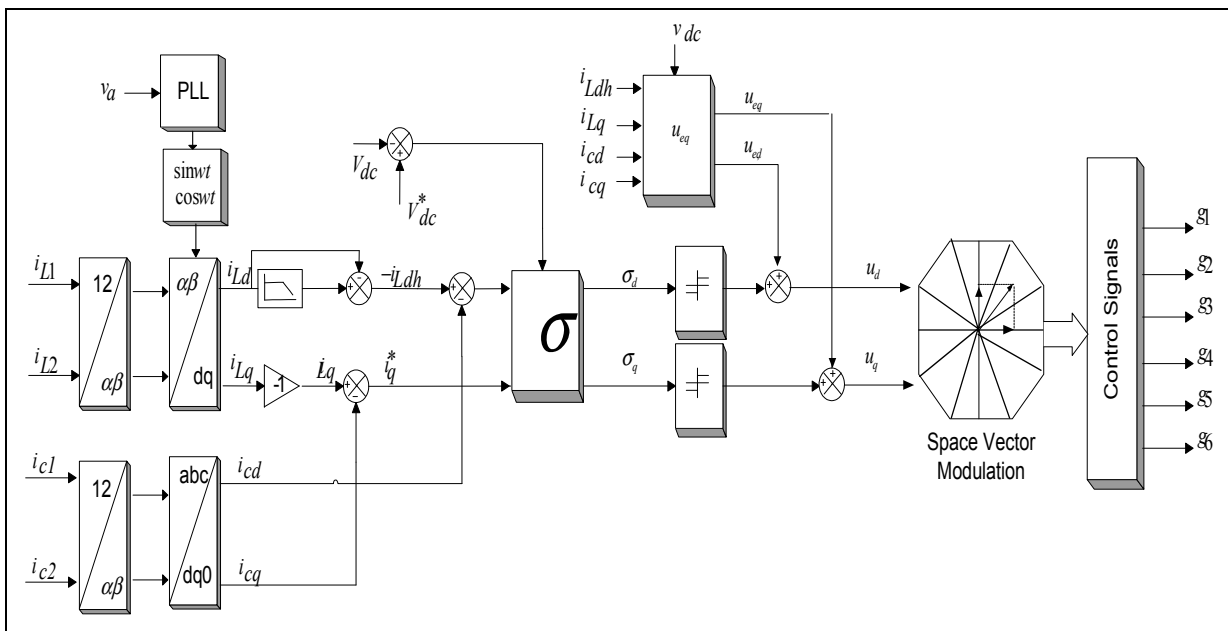 v_dc
v_a
PLL
i_Ldh
i_Lq
i_cd
i_cq
u_eq
u_eq
u_ed
sinwt
coswt
V_dc
V*_dc
i_L1
i_L2
12
αβ
αβ
dq
i_Ld
-i_Ldh
i_Lq
-1
i_Lq
i*_q
σ
σ_d
σ_q
u_d
u_q
Space Vector
Modulation
Control Signals
g1
g2
g3
g4
g5
g6
i_c1
i_c2
12
αβ
abc
dq0
i_cd
i_cq